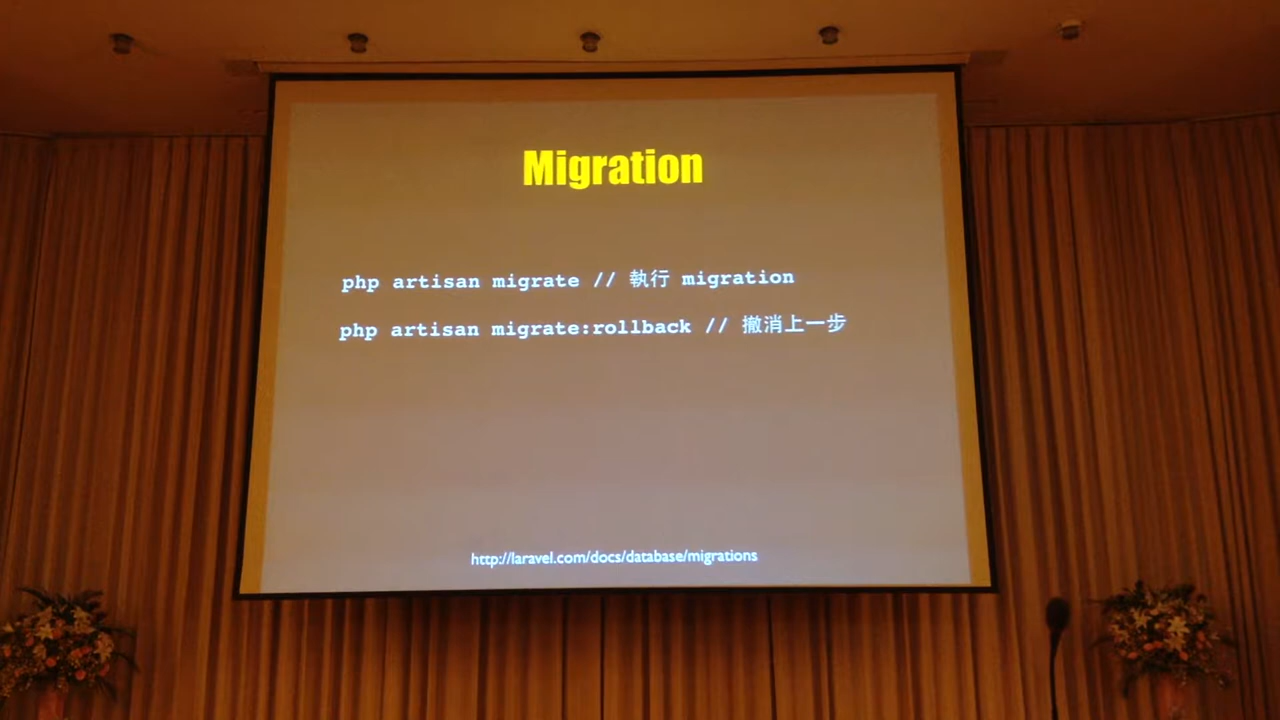 Migration
php artisan migrate // 執行 migration
php artisan migrate:rollback // 撤消上一步
http://laravel.com/docs/database/migrations